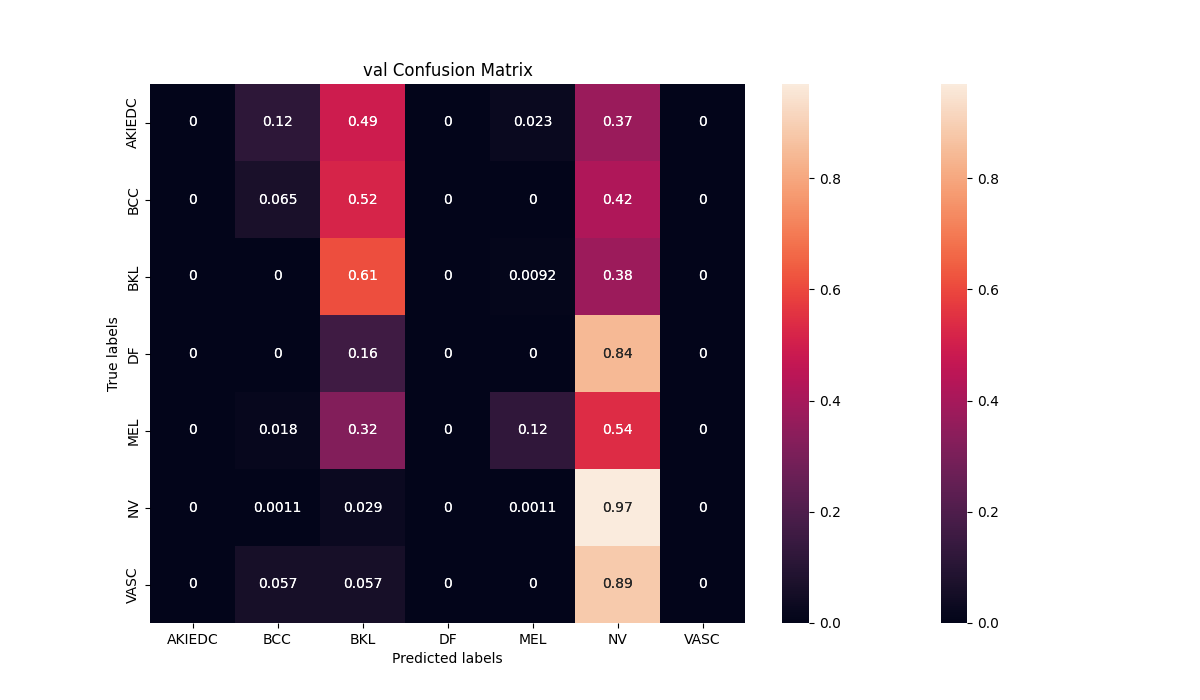 val Confusion Matrix
AKIEDC 0 0.12 0.49 0 0.023 0.37 0
BCC 0 0.065 0.52 0 0 0.42 0
BKL 0 0 0.61 0 0.0092 0.38 0
DF 0 0 0.16 0 0 0.84 0
MEL 0 0.018 0.32 0 0.12 0.54 0
NV 0 0.0011 0.029 0 0.0011 0.97 0
VASC 0 0.057 0.057 0 0 0.89 0
True labels
AKIEDC BCC BKL DF MEL NV VASC
Predicted labels
0.8 0.8
0.6 0.6
0.4 0.4
0.2 0.2
0.0 0.0